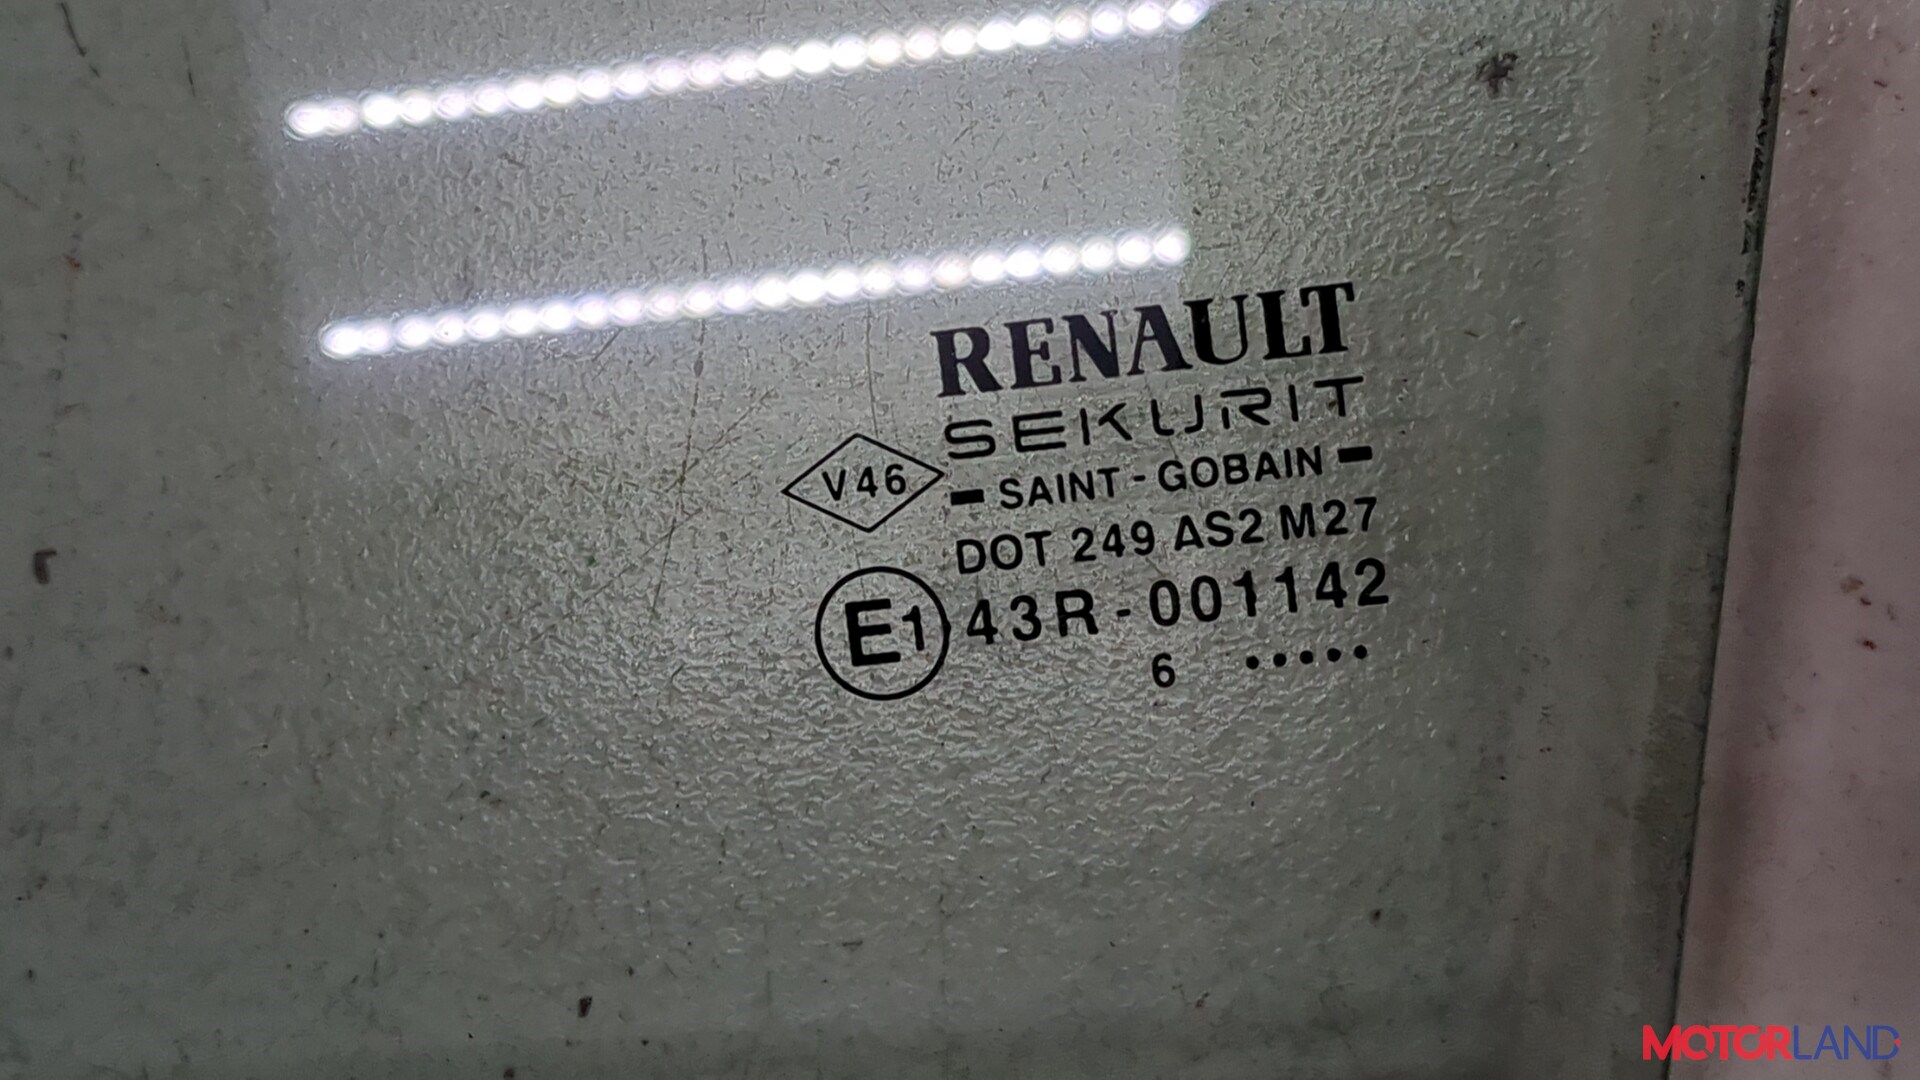 RENAULT
SEKURIT
V46
- SAINT-GOBAIN -
DOT 249 AS2 M27
E1 43R-001142
6 .....
MOTORLAND